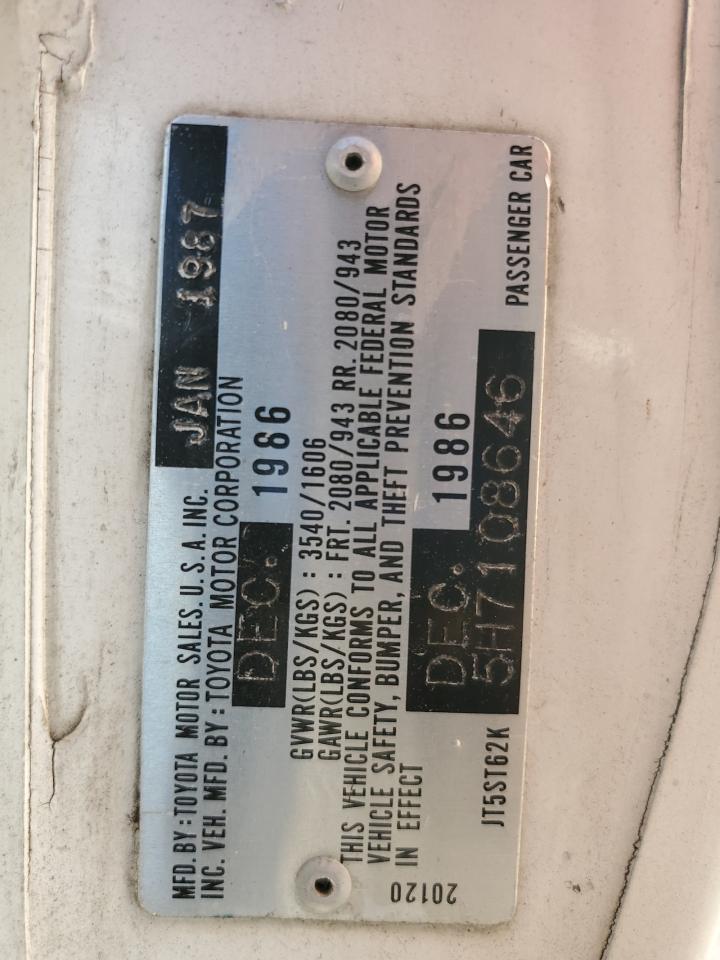 MFD. BY : TOYOTA MOTOR SALES. U. S. A. INC. JAN 1987
INC. VEH. MFD. BY : TOYOTA MOTOR CORPORATION
DEC. 1986
GVWR(LBS/KGS) : 3540/1606
GAWR(LBS/KGS) : FRT. 2080/943 RR. 2080/943
THIS VEHICLE CONFORMS TO ALL APPLICABLE FEDERAL MOTOR
VEHICLE SAFETY, BUMPER, AND THEFT PREVENTION STANDARDS
IN EFFECT DEC. 1986
JT5ST62K 5H7108646 PASSENGER CAR
20120